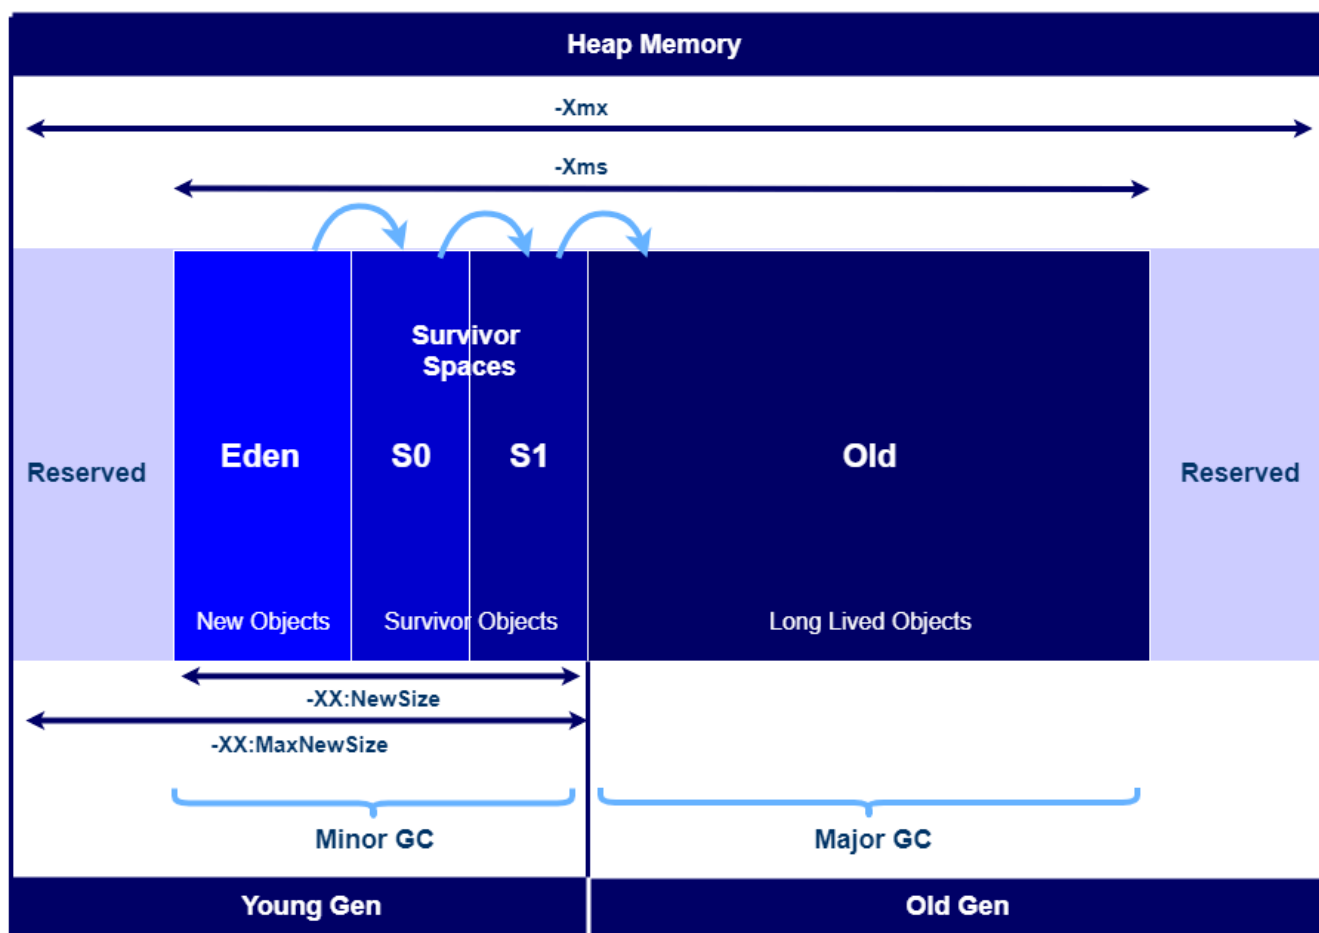 Heap Memory
-Xmx
-Xms
Survivor
Spaces
Eden
S0
S1
Old
Reserved
Reserved
New Objects
Survivor Objects
Long Lived Objects
-XX:NewSize
-XX:MaxNewSize
Minor GC
Major GC
Young Gen
Old Gen